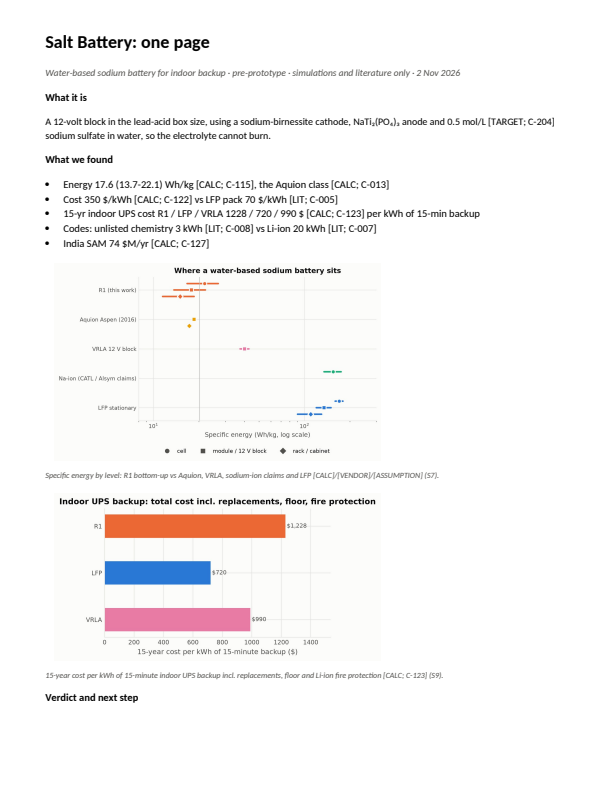 Salt Battery: one page
Water-based sodium battery for indoor backup · pre-prototype · simulations and literature only · 2 Nov 2026
What it is
A 12-volt block in the lead-acid box size, using a sodium-birnessite cathode, NaTi₂(PO₄)₃ anode and 0.5 mol/L [TARGET; C-204]
sodium sulfate in water, so the electrolyte cannot burn.
What we found
• Energy 17.6 (13.7-22.1) Wh/kg [CALC; C-115], the Aquion class [CALC; C-013]
• Cost 350 $/kWh [CALC; C-122] vs LFP pack 70 $/kWh [LIT; C-005]
• 15-yr indoor UPS cost R1 / LFP / VRLA 1228 / 720 / 990 $ [CALC; C-123] per kWh of 15-min backup
• Codes: unlisted chemistry 3 kWh [LIT; C-008] vs Li-ion 20 kWh [LIT; C-007]
• India SAM 74 $M/yr [CALC; C-127]
Where a water-based sodium battery sits
R1 (this work)
Aquion Aspen (2016)
VRLA 12 V block
Na-ion (CATL / Alsym claims)
LFP stationary
10¹ 10²
Specific energy (Wh/kg, log scale)
cell module / 12 V block rack / cabinet
Specific energy by level: R1 bottom-up vs Aquion, VRLA, sodium-ion claims and LFP [CALC]/[VENDOR]/[ASSUMPTION] (S7).
Indoor UPS backup: total cost incl. replacements, floor, fire protection
R1 $1,228
LFP $720
VRLA $990
0 200 400 600 800 1000 1200 1400
15-year cost per kWh of 15-minute backup ($)
15-year cost per kWh of 15-minute indoor UPS backup incl. replacements, floor and Li-ion fire protection [CALC; C-123] (S9).
Verdict and next step